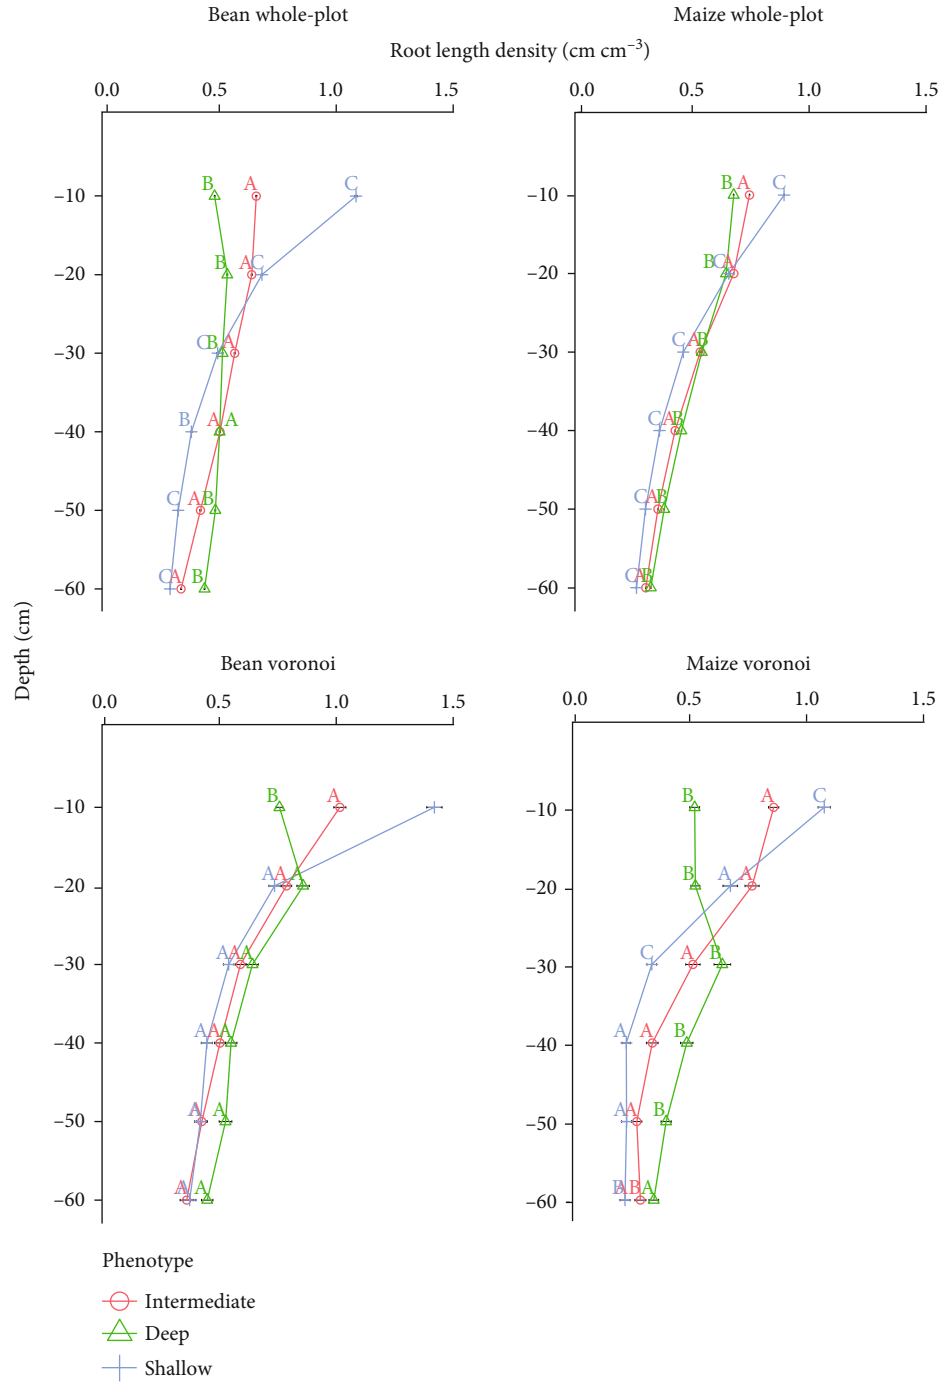 Bean whole-plot
Maize whole-plot
Root length density (cm cm−3)
0.0 0.5 1.0 1.5
0.0 0.5 1.0 1.5
B A C
B A C
−10
−10
B A C
B C A
−20
−20
C B A
C A B
−30
−30
B A A
C A B
−40
−40
C A B
C A B
−50
−50
C A B
C A B
−60
−60
Depth (cm)
Bean voronoi
Maize voronoi
0.0 0.5 1.0 1.5
0.0 0.5 1.0 1.5
B A
B A C
−10
−10
A A A
B A A
−20
−20
A A A
C A B
−30
−30
A A A
A A B
−40
−40
A A A
A A B
−50
−50
A A A
B A B A
−60
−60
Phenotype
Intermediate
Deep
Shallow